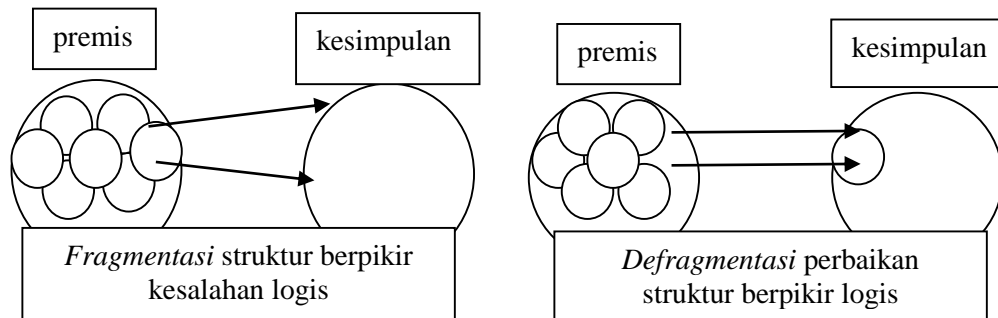 premis
kesimpulan
Fragmentasi struktur berpikir
kesalahan logis
premis
kesimpulan
Defragmentasi perbaikan
struktur berpikir logis